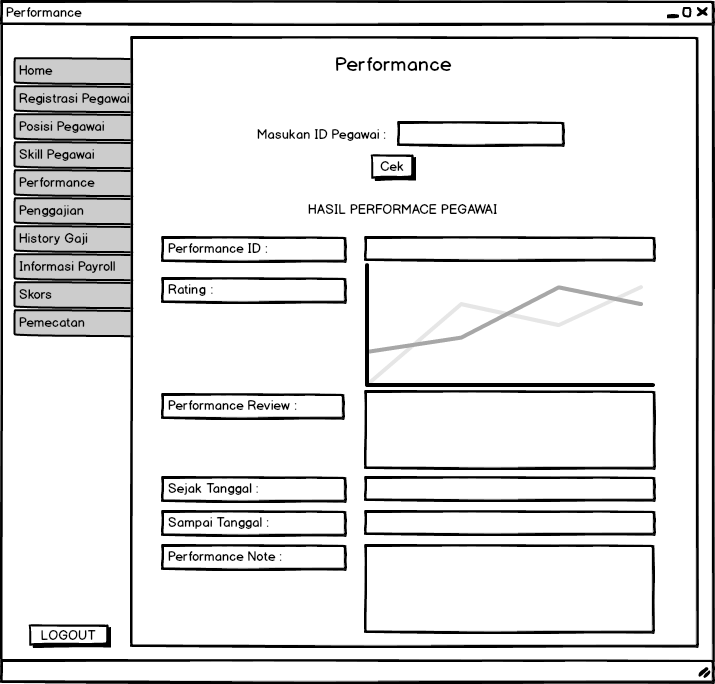 Performance
Home
Registrasi Pegawai
Posisi Pegawai
Skill Pegawai
Performance
Penggajian
History Gaji
Informasi Payroll
Skors
Pemecatan
LOGOUT
Performance
Masukan ID Pegawai :
Cek
HASIL PERFORMACE PEGAWAI
Performance ID :
Rating :
Performance Review :
Sejak Tanggal :
Sampai Tanggal :
Performance Note :